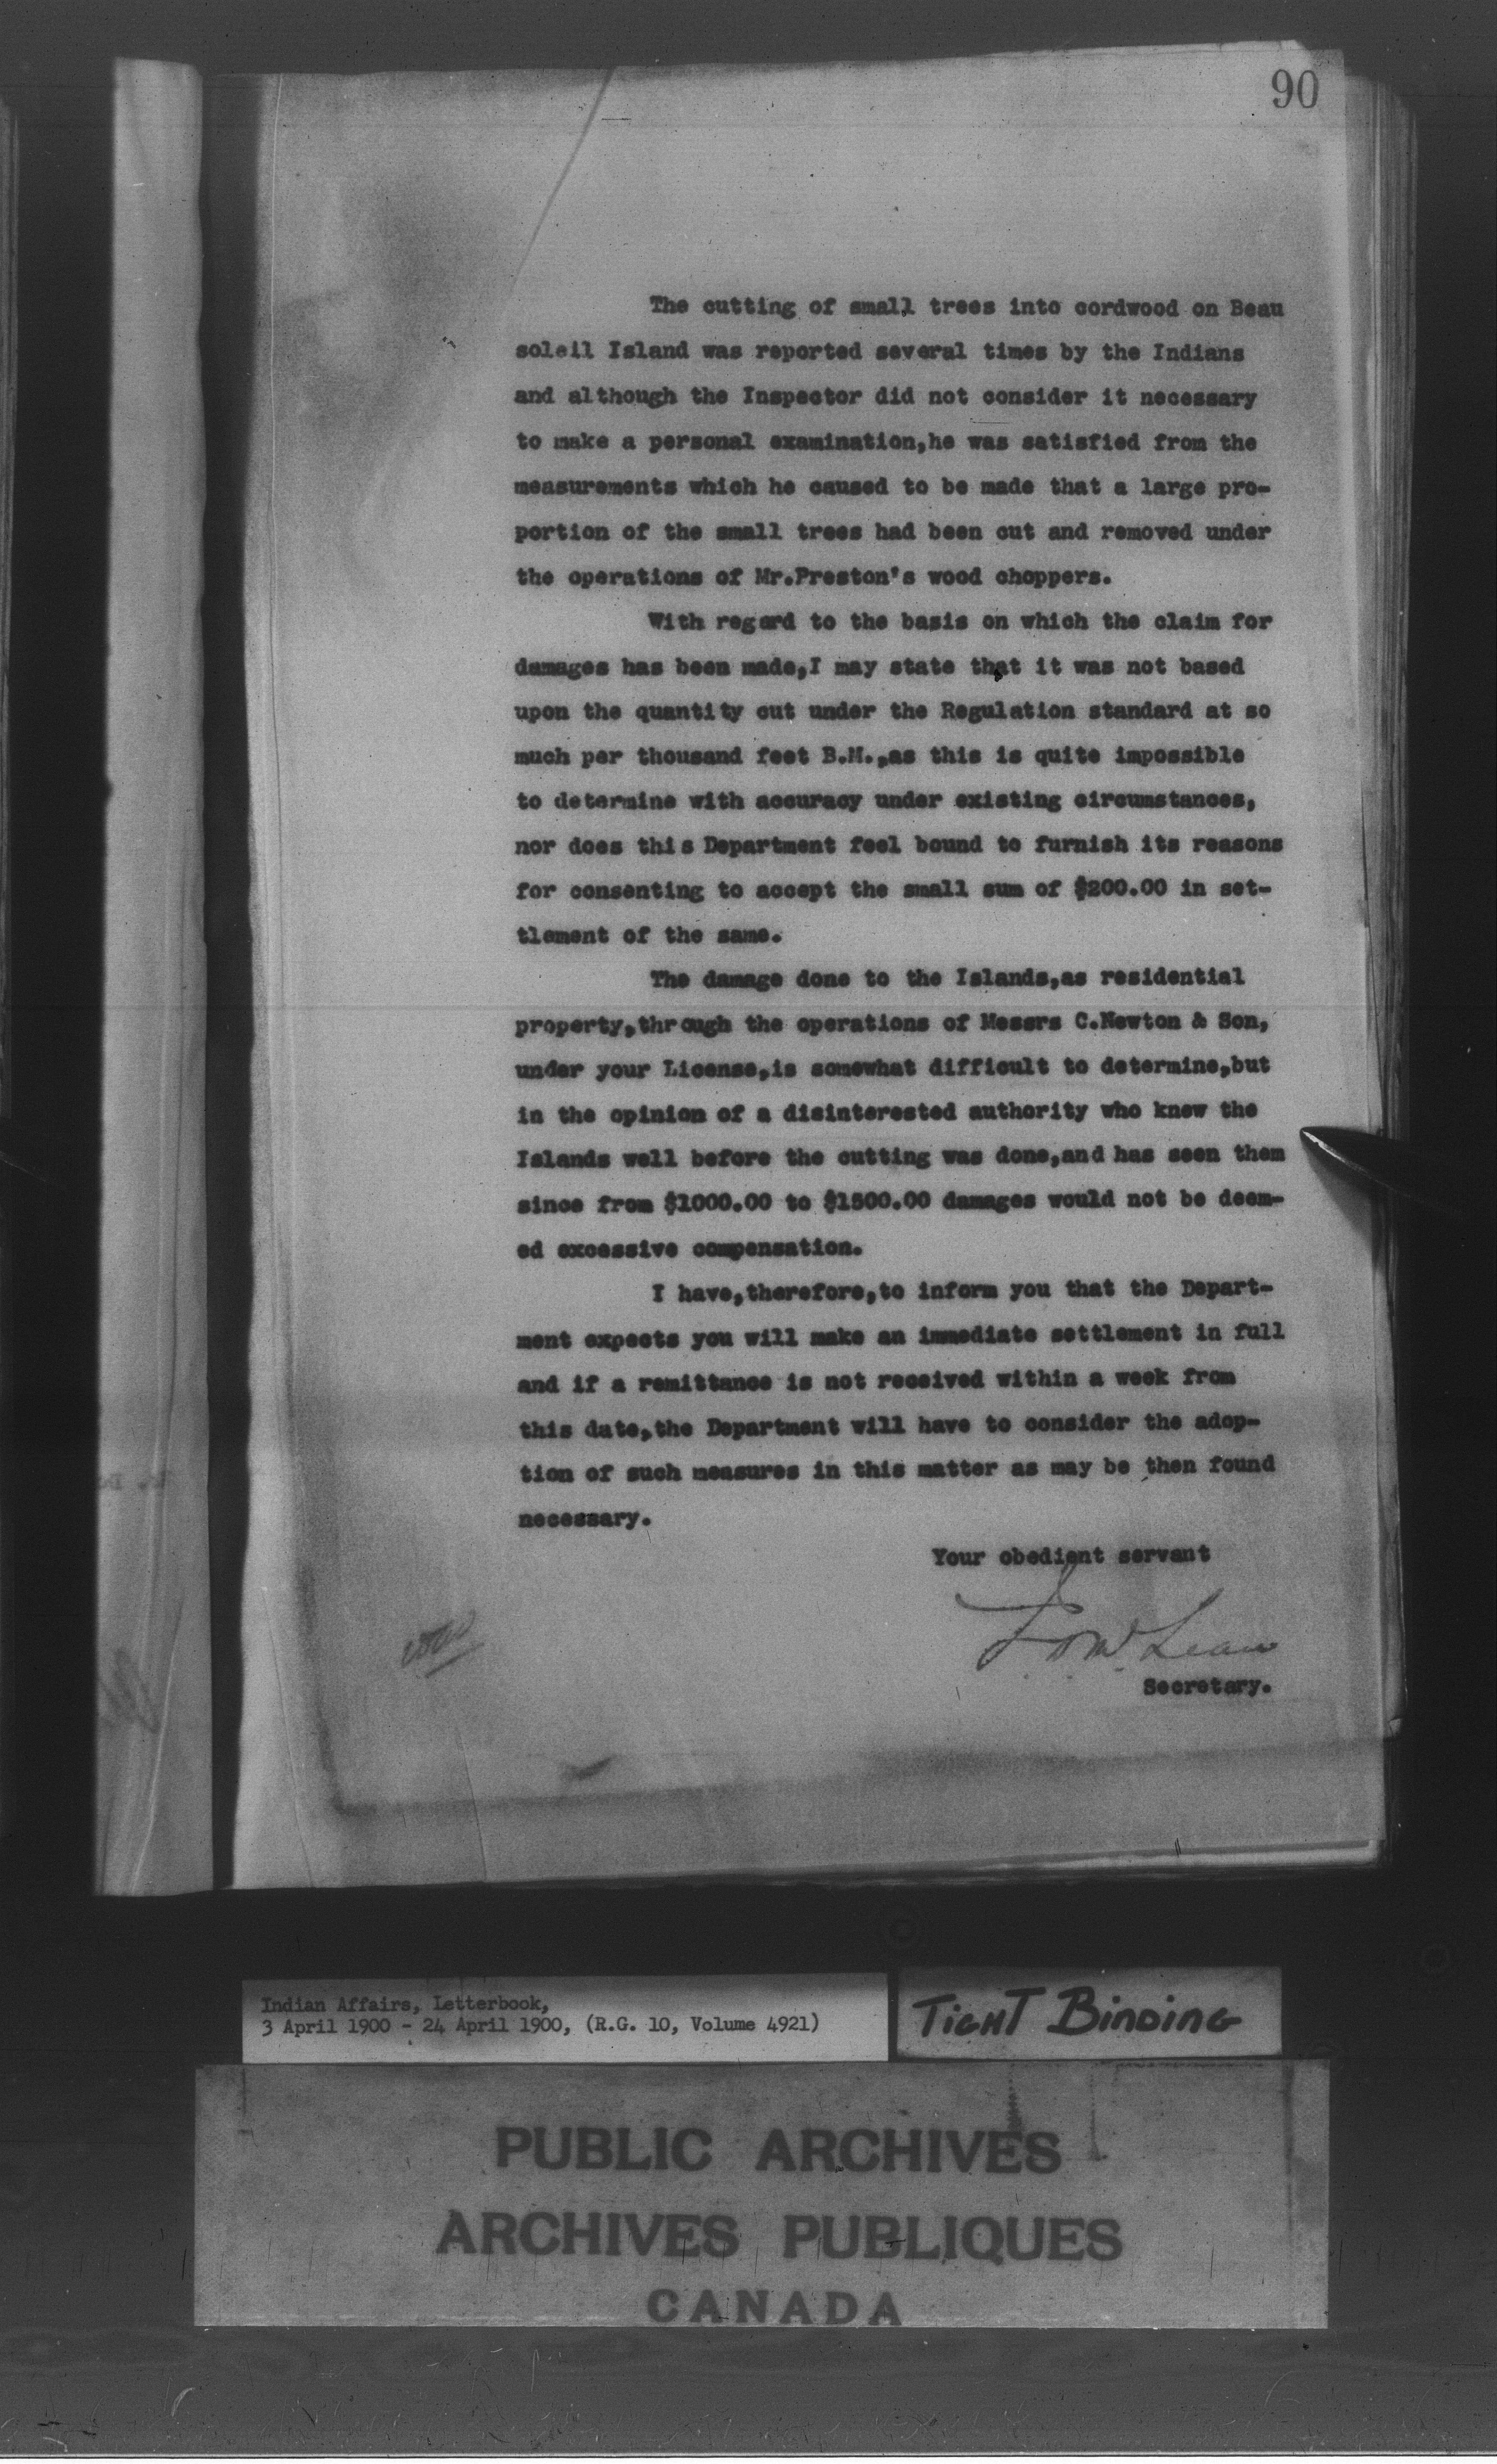 90
The cutting of small trees into cordwood on Beau
soleil Island was reported several times by the Indians
and although the Inspector did not consider it necessary
to make a personal examination,he was satisfied from the
measurements which he caused to be made that a large pro-
portion of the small trees had been cut and removed under
the operations of Mr.Preston's wood choppers.
With regard to the basis on which the claim for
damages has been made,I may state that it was not based
upon the quantity cut under the Regulation standard at so
much per thousand feet B.M.,as this is quite impossible
to determine with accuracy under existing circumstances,
nor does this Department feel bound to furnish its reasons
for consenting to accept the small sum of $200.00 in set-
tlement of the same.
The damage done to the Islands,as residential
property,through the operations of Messrs C.Newton & Son,
under your License,is somewhat difficult to determine,but
in the opinion of a disinterested authority who knew the
Islands well before the cutting was done,and has seen them
since from $1000.00 to $1500.00 damages would not be deem-
ed excessive compensation.
I have,therefore,to inform you that the Depart-
ment expects you will make an immediate settlement in full
and if a remittance is not received within a week from
this date,the Department will have to consider the adop-
tion of such measures in this matter as may be then found
necessary.
Your obedient servant
Secretary.
Indian Affairs, Letterbook,
3 April 1900 - 24 April 1900, (R.G. 10, Volume 4921)
TIGHT BINDING
PUBLIC ARCHIVES
ARCHIVES PUBLIQUES
CANADA